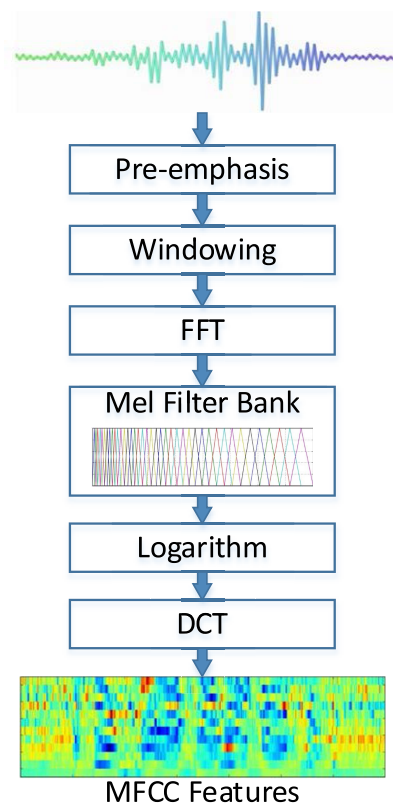 Pre-emphasis
Windowing
FFT
Mel Filter Bank
Logarithm
DCT
MFCC Features